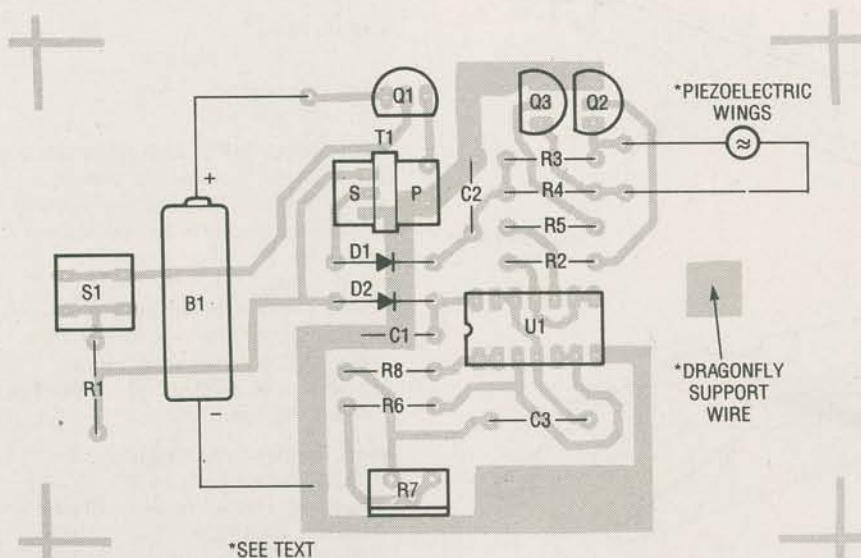 Q1
Q3
Q2
*PIEZOELECTRIC
WINGS
≈
T1
S
P
C2
R3
R4
R5
R2
+
D1
D2
S1
B1
U1
C1
R8
R6
R1
C3
*DRAGONFLY
SUPPORT
WIRE
−
R7
*SEE TEXT